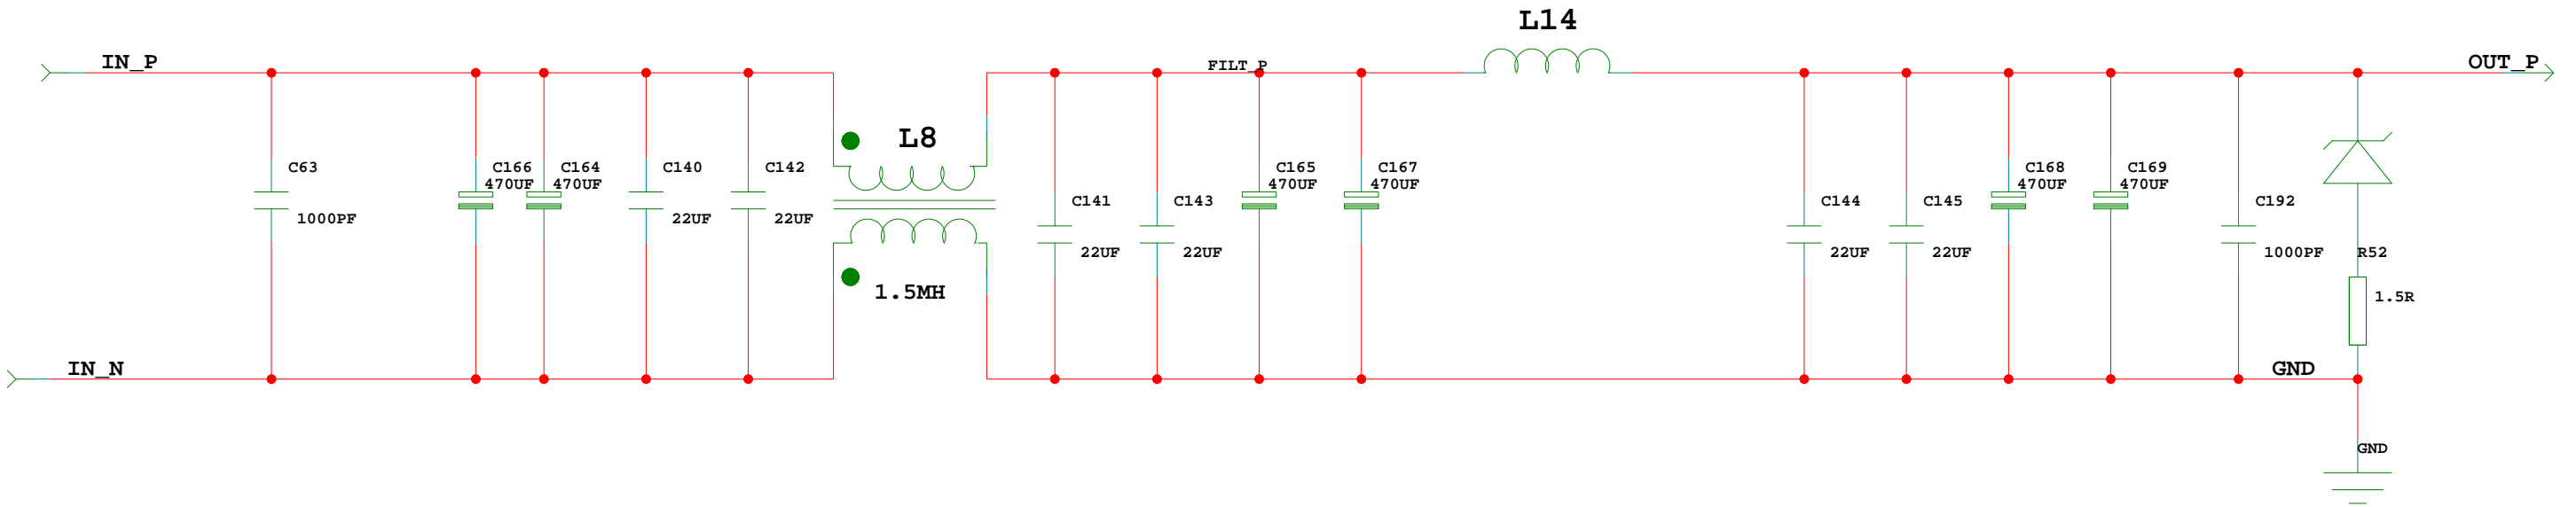 L14
IN_P
FILT_P
OUT_P
L8
C63
1000PF
C166
470UF
C164
470UF
C140
22UF
C142
22UF
1.5MH
C141
22UF
C143
22UF
C165
470UF
C167
470UF
C144
22UF
C145
22UF
C168
470UF
C169
470UF
C192
1000PF
R52
1.5R
IN_N
GND
GND